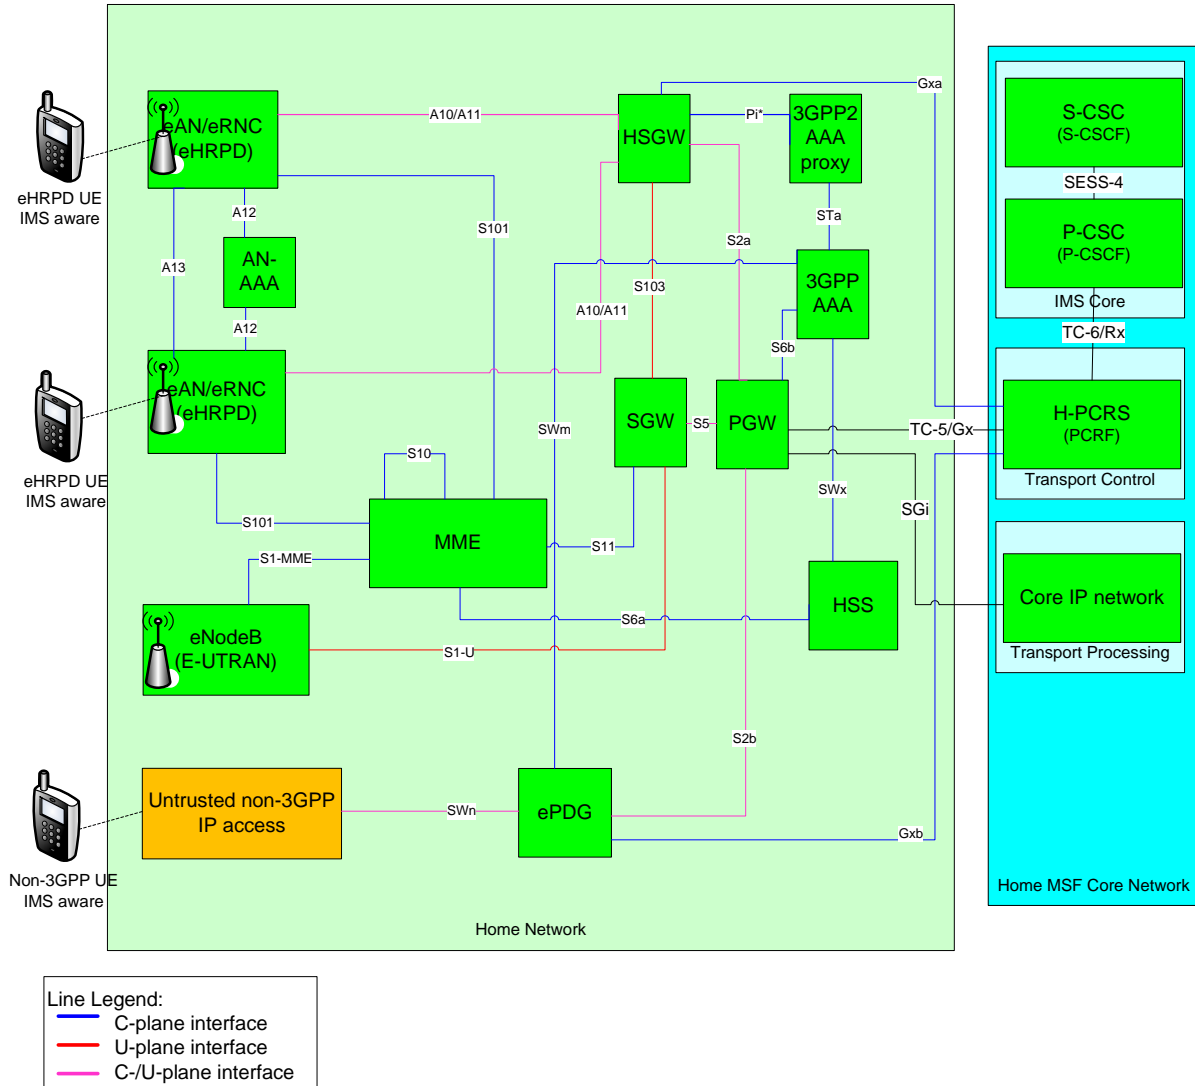 Gxa
A10/A11
Pi*
eAN/eRNC
(eHRPD)
HSGW
3GPP2
AAA
proxy
S-CSC
(S-CSCF)
SESS-4
eHRPD UE
IMS aware
A12
S101
STa
S2a
P-CSC
(P-CSCF)
A13
AN-
AAA
S103
3GPP
AAA
IMS Core
A10/A11
A12
TC-6/Rx
S6b
eAN/eRNC
(eHRPD)
SGW
S5
PGW
SWm
TC-5/Gx
H-PCRS
(PCRF)
eHRPD UE
IMS aware
S10
SWx
Transport Control
SGi
S101
MME
S11
S1-MME
HSS
Core IP network
S6a
eNodeB
(E-UTRAN)
S1-U
Transport Processing
S2b
Untrusted non-3GPP
IP access
SWn
ePDG
Gxb
Non-3GPP UE
IMS aware
Home MSF Core Network
Home Network
Line Legend:
C-plane interface
U-plane interface
C-/U-plane interface